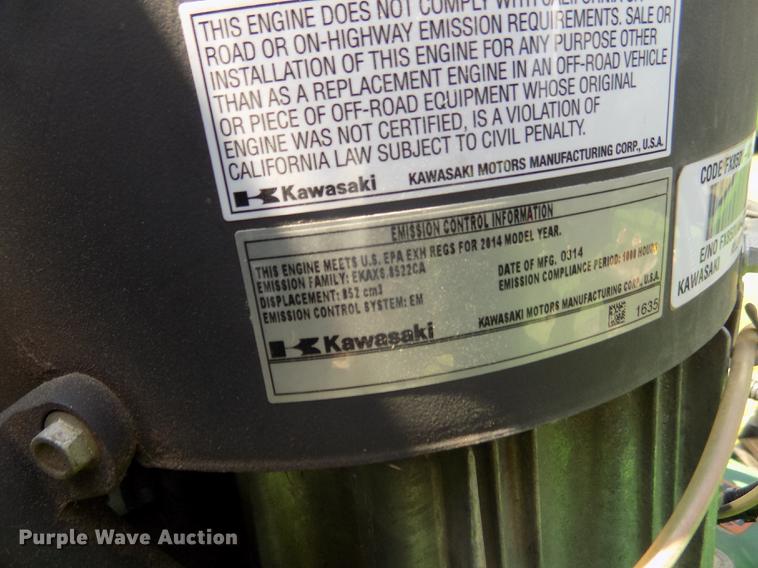 THIS ENGINE DOES NOT COMPLY WITH CALIFORNIA
ROAD OR ON-HIGHWAY EMISSION REQUIREMENTS. SALE OR
INSTALLATION OF THIS ENGINE FOR ANY PURPOSE OTHER
THAN AS A REPLACEMENT ENGINE IN AN OFF-ROAD VEHICLE
OR PIECE OF OFF-ROAD EQUIPMENT WHOSE ORIGINAL
ENGINE WAS NOT CERTIFIED, IS A VIOLATION OF
CALIFORNIA LAW SUBJECT TO CIVIL PENALTY.
Kawasaki KAWASAKI MOTORS MANUFACTURING CORP., U.S.A.
EMISSION CONTROL INFORMATION
THIS ENGINE MEETS U.S. EPA EXH REGS FOR 2014 MODEL YEAR.
EMISSION FAMILY: EKAXS.8522CA DATE OF MFG. 0314
DISPLACEMENT: 852 cm3 EMISSION COMPLIANCE PERIOD: 1000 HOURS
EMISSION CONTROL SYSTEM: EM
Kawasaki KAWASAKI MOTORS MANUFACTURING CORP., U.S.A.
1635
CODE FX850
E/NO
KAWASAKI
Purple Wave Auction